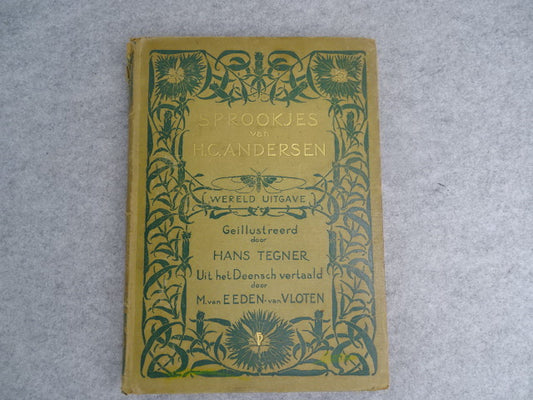 SPROOKJES
van
H.C. ANDERSEN
WERELD UITGAVE
Geïllustreerd
door
HANS TEGNER
Uit het Deensch vertaald
door
M. van EEDEN-van VLOTEN